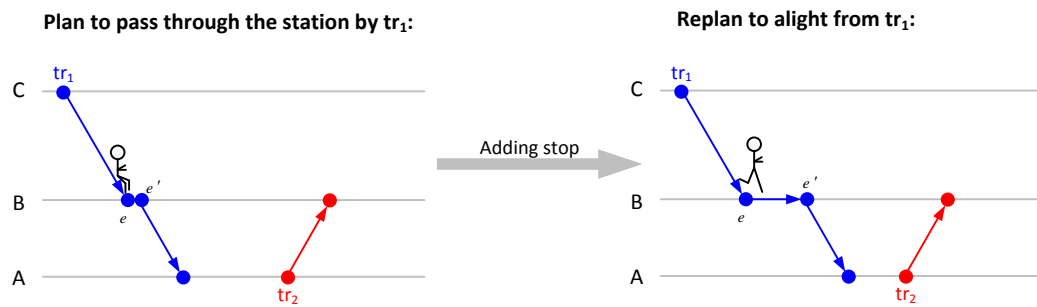 Plan to pass through the station by tr₁:
Replan to alight from tr₁:
tr₁
C
e
e'
B
A
tr₂
Adding stop
tr₁
C
e
e'
B
A
tr₂